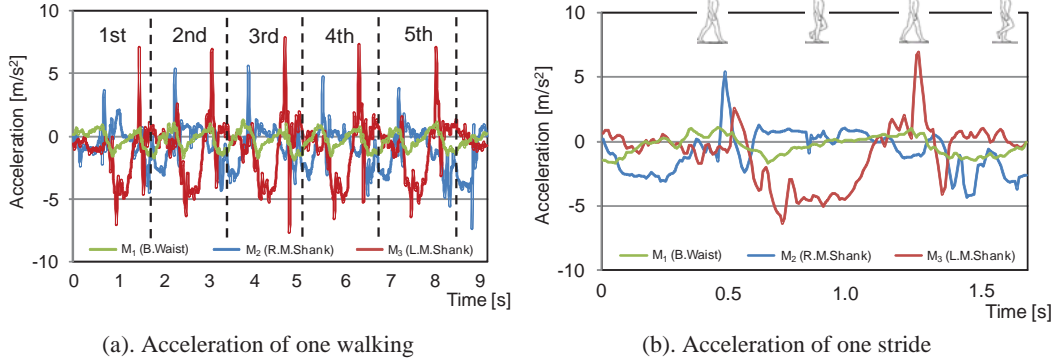 10
5
0
-5
-10
Acceleration [m/s²]
1st 2nd 3rd 4th 5th
M₁ (B.Waist) M₂ (R.M.Shank) M₃ (L.M.Shank)
0 1 2 3 4 5 6 7 8 9
Time [s]
(a). Acceleration of one walking
10
5
0
-5
-10
Acceleration [m/s²]
M₁ (B.Waist) M₂ (R.M.Shank) M₃ (L.M.Shank)
0 0.5 1.0 1.5
Time [s]
(b). Acceleration of one stride